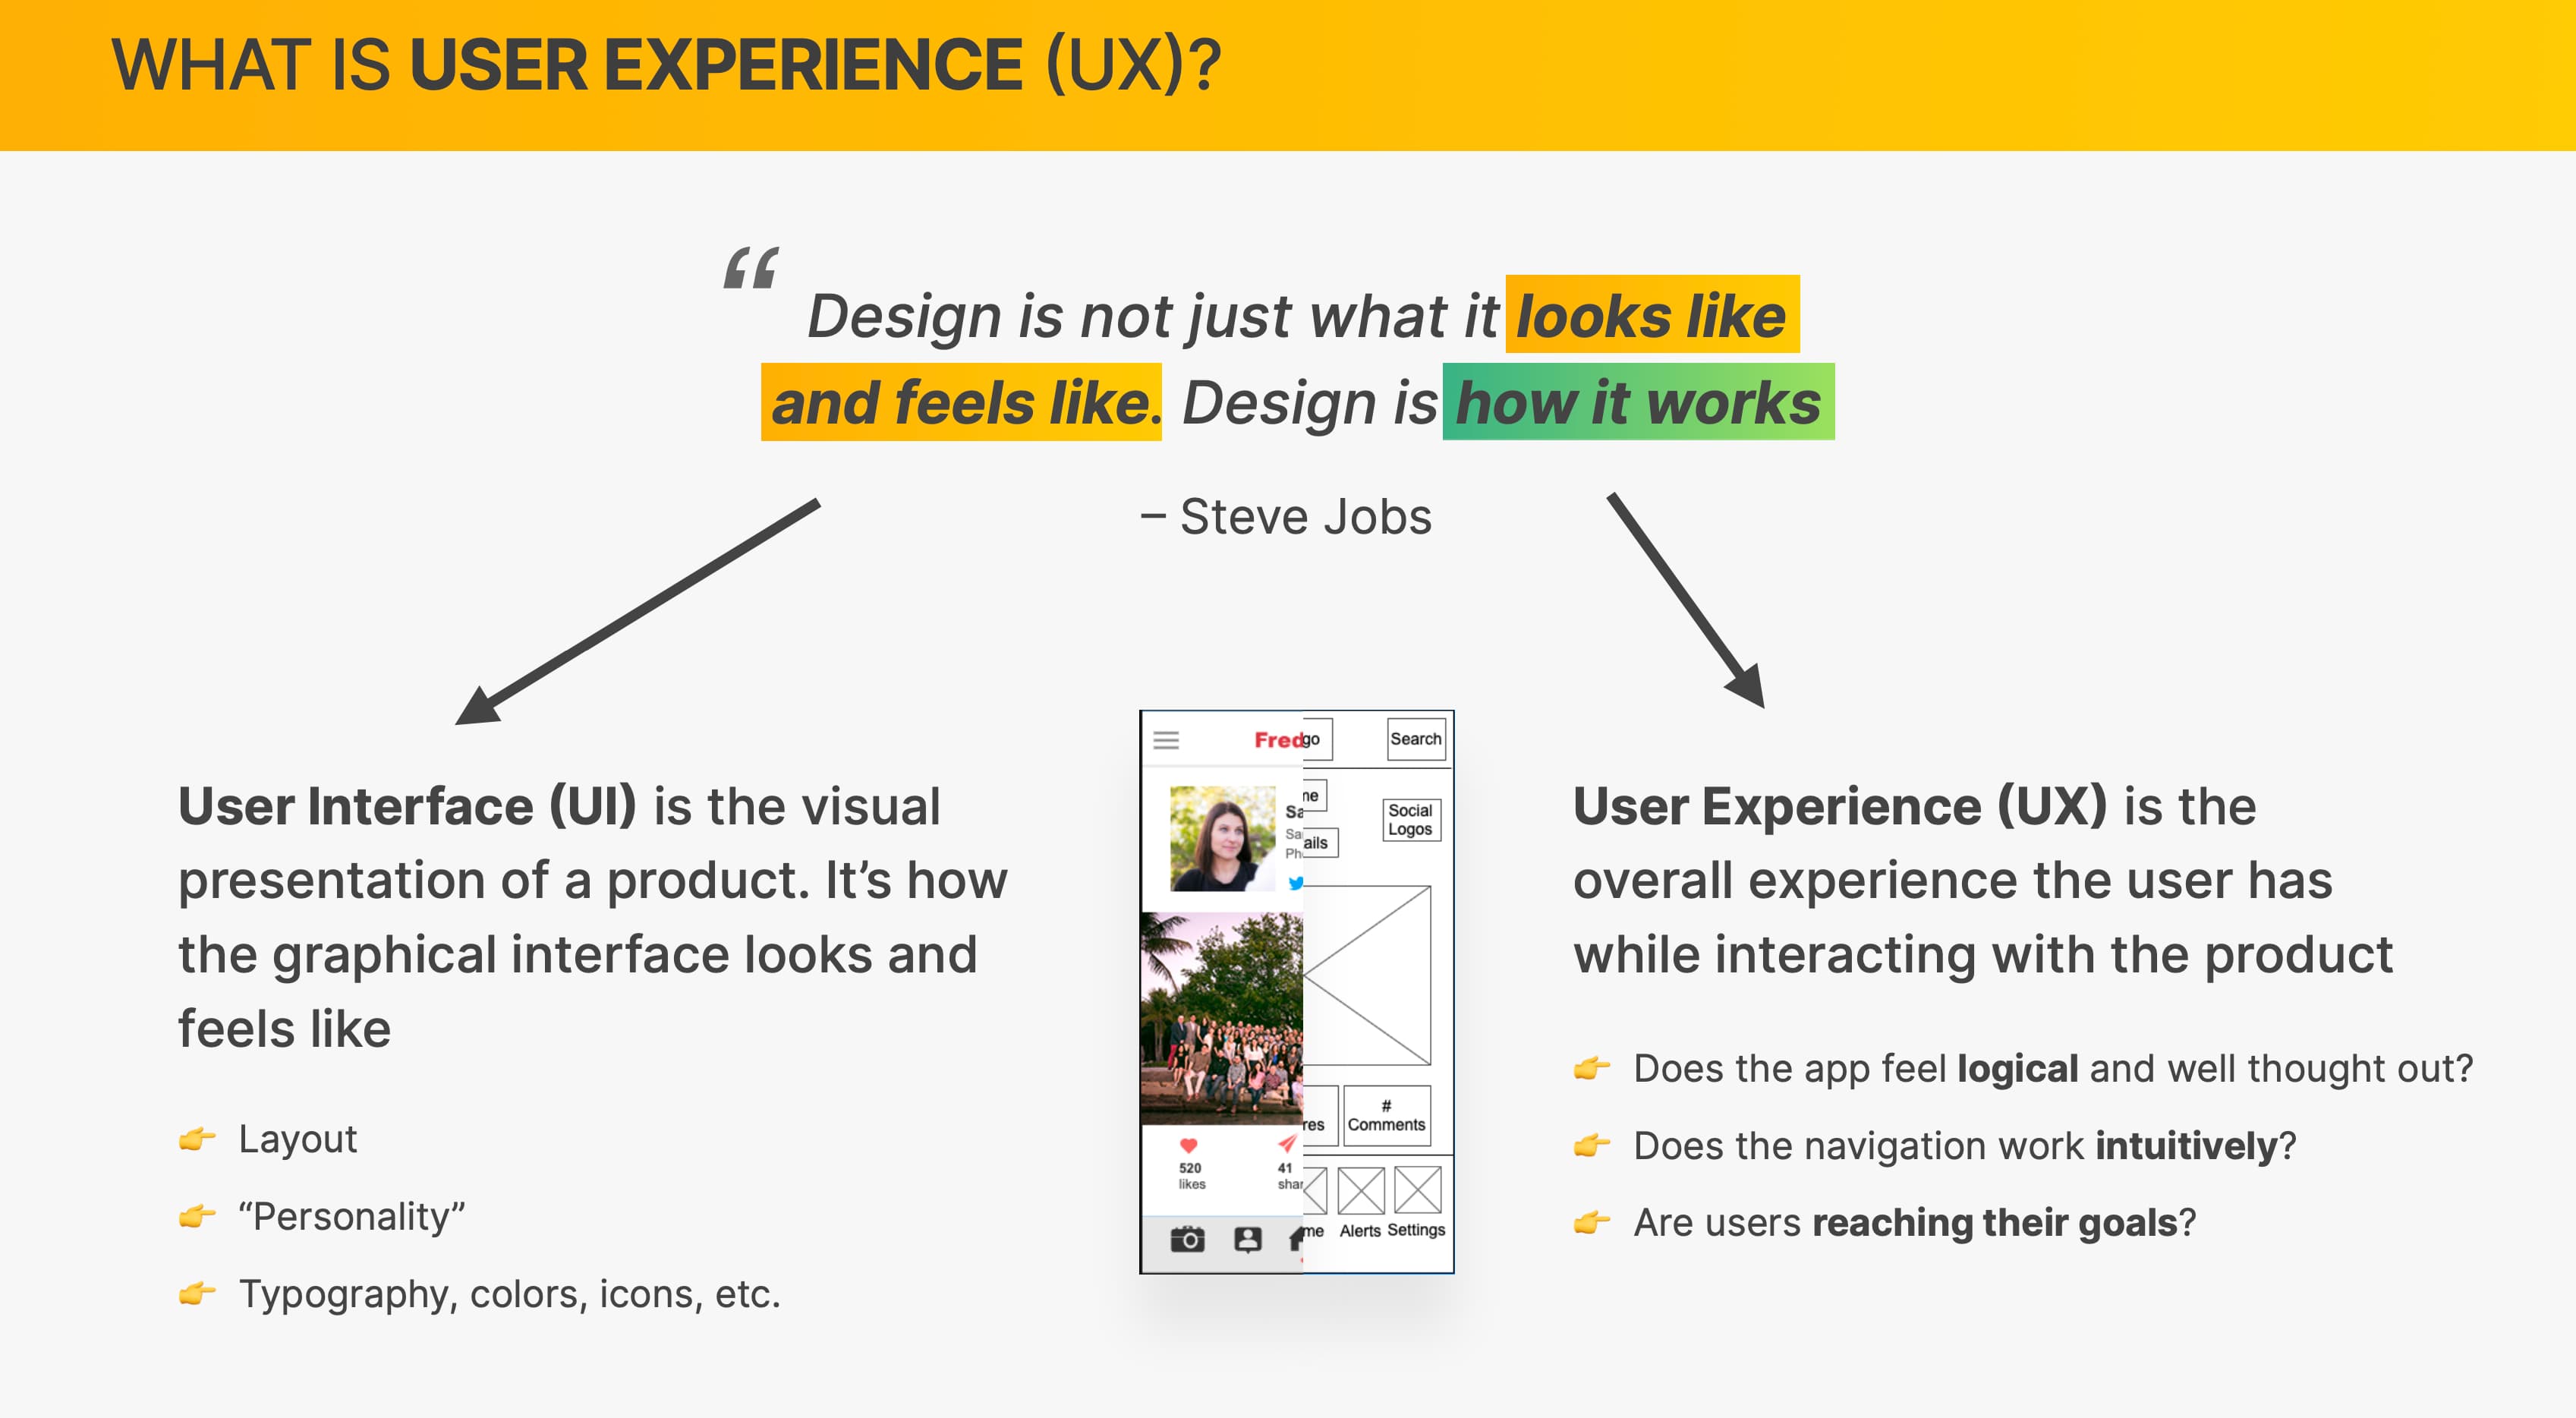 WHAT IS USER EXPERIENCE (UX)?
“ Design is not just what it looks like
and feels like. Design is how it works
– Steve Jobs
User Interface (UI) is the visual
presentation of a product. It’s how
the graphical interface looks and
feels like
👉 Layout
👉 “Personality”
👉 Typography, colors, icons, etc.
Fred
go
Search
Sa
ne
Sa
Ph
ails
Social
Logos
520
likes
41
shar
res
#
Comments
me
Alerts
Settings
User Experience (UX) is the
overall experience the user has
while interacting with the product
👉 Does the app feel logical and well thought out?
👉 Does the navigation work intuitively?
👉 Are users reaching their goals?